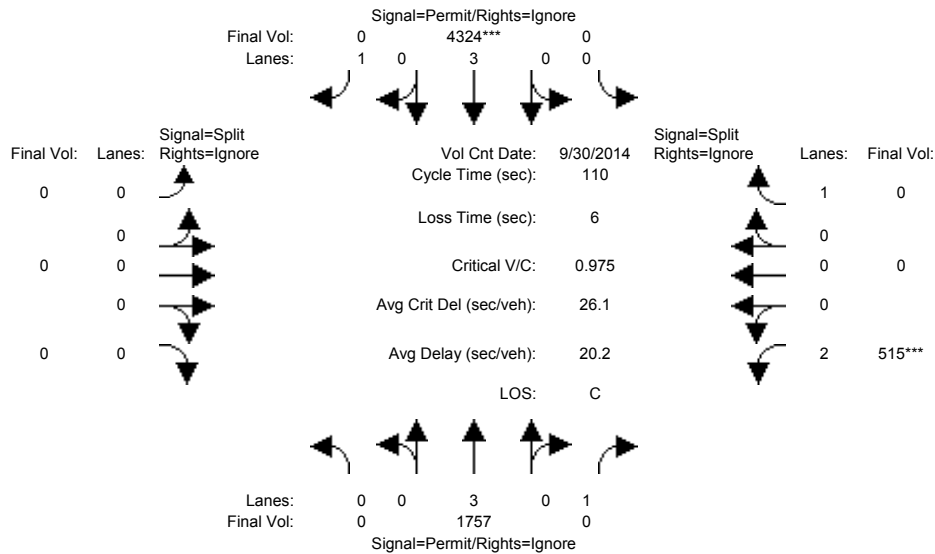 Signal=Permit/Rights=Ignore
Final Vol: 0 4324*** 0
Lanes: 1 0 3 0 0
Signal=Split Signal=Split
Final Vol: Lanes: Rights=Ignore Vol Cnt Date: 9/30/2014 Rights=Ignore Lanes: Final Vol:
Cycle Time (sec): 110
0 0 1 0
Loss Time (sec): 6
0 0
0 0 Critical V/C: 0.975 0 0
0 Avg Crit Del (sec/veh): 26.1 0
0 0 Avg Delay (sec/veh): 20.2 2 515***
LOS: C
Lanes: 0 0 3 0 1
Final Vol: 0 1757 0
Signal=Permit/Rights=Ignore